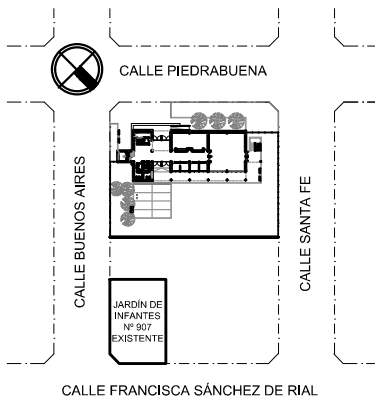 CALLE PIEDRABUENA
CALLE BUENOS AIRES
CALLE SANTA FE
JARDÍN DE
INFANTES
Nº 907
EXISTENTE
CALLE FRANCISCA SÁNCHEZ DE RIAL